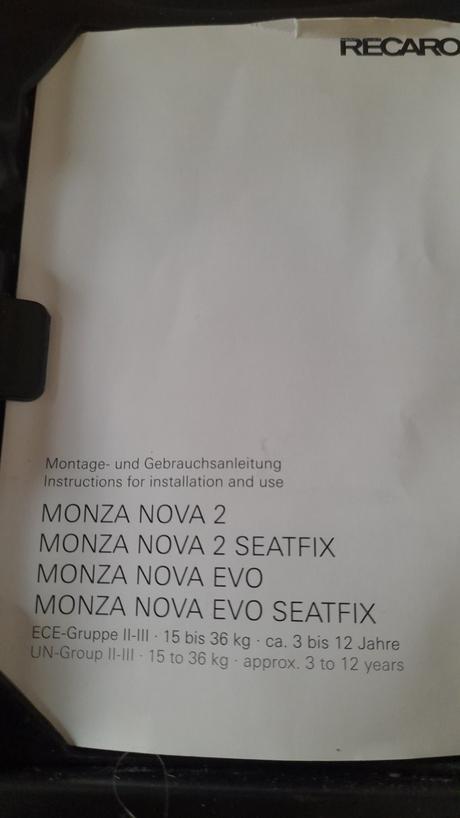 RECARO
Montage- und Gebrauchsanleitung
Instructions for installation and use
MONZA NOVA 2
MONZA NOVA 2 SEATFIX
MONZA NOVA EVO
MONZA NOVA EVO SEATFIX
ECE-Gruppe II-III · 15 bis 36 kg · ca. 3 bis 12 Jahre
UN-Group II-III · 15 to 36 kg · approx. 3 to 12 years